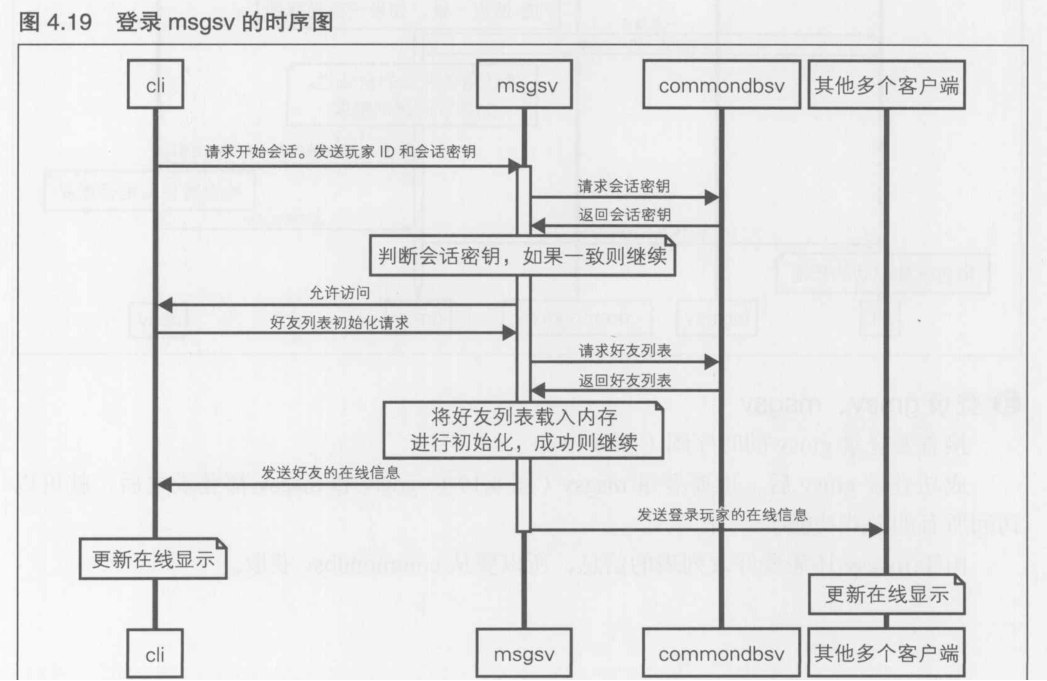 图 4.19 登录 msgsv 的时序图
cli
msgsv
commondbsv
其他多个客户端
请求开始会话。发送玩家 ID 和会话密钥
请求会话密钥
返回会话密钥
判断会话密钥，如果一致则继续
允许访问
好友列表初始化请求
请求好友列表
返回好友列表
将好友列表载入内存
进行初始化，成功则继续
发送好友的在线信息
发送登录玩家的在线信息
更新在线显示
更新在线显示
cli
msgsv
commondbsv
其他多个客户端